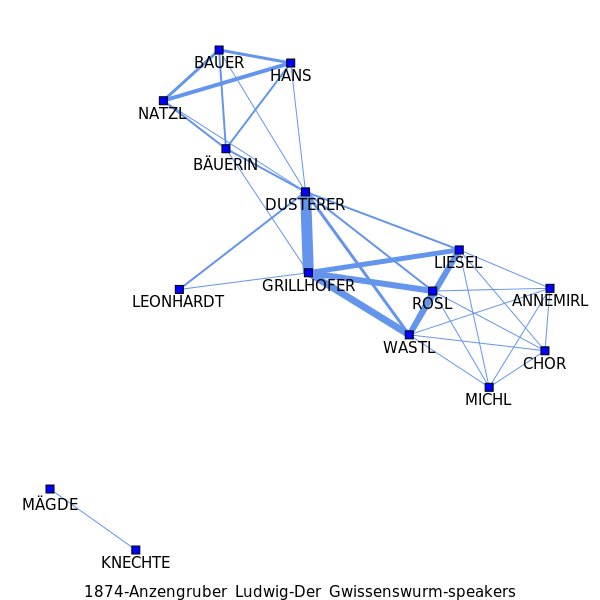 BAUER
HANS
NATZL
BÄUERIN
DUSTERER
LIESEL
GRILLHOFER
LEONHARDT
ROSL
ANNEMIRL
WASTL
CHOR
MICHL
MÄGDE
KNECHTE
1874-Anzengruber_Ludwig-Der_Gwissenswurm-speakers